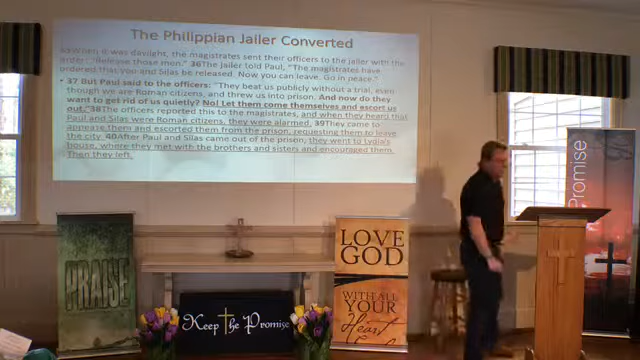 The Philippian Jailer Converted
35When it was daylight, the magistrates sent their officers to the jailer with the
order: "Release those men." 36The jailer told Paul, "The magistrates have
ordered that you and Silas be released. Now you can leave. Go in peace."
• 37 But Paul said to the officers: "They beat us publicly without a trial, even
though we are Roman citizens, and threw us into prison. And now do they
want to get rid of us quietly? No! Let them come themselves and escort us
out."38The officers reported this to the magistrates, and when they heard that
Paul and Silas were Roman citizens, they were alarmed. 39They came to
appease them and escorted them from the prison, requesting them to leave
the city. 40After Paul and Silas came out of the prison, they went to Lydia's
house, where they met with the brothers and sisters and encouraged them.
Then they left.
PRAISE
Keep the Promise
LOVE
GOD
WITH ALL
YOUR
Heart
Promise